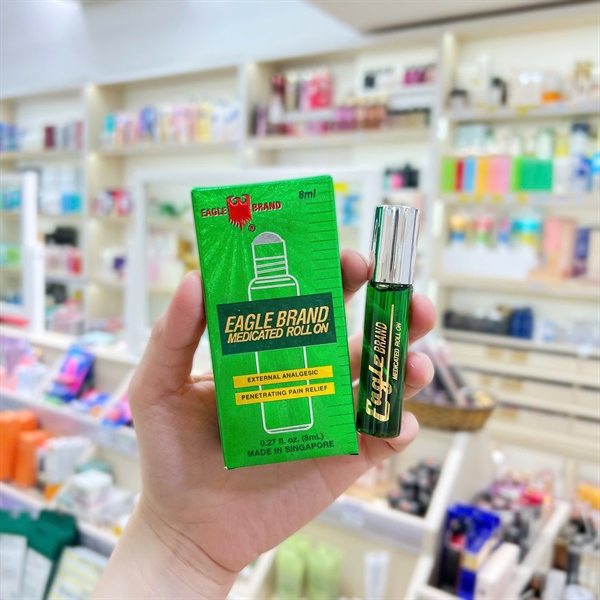 8ml
EAGLE BRAND
®
EAGLE BRAND
MEDICATED ROLL ON
EXTERNAL ANALGESIC
PENETRATING PAIN RELIEF
0.27 fl. oz. (8mL)
MADE IN SINGAPORE
Eagle BRAND
MEDICATED ROLL ON